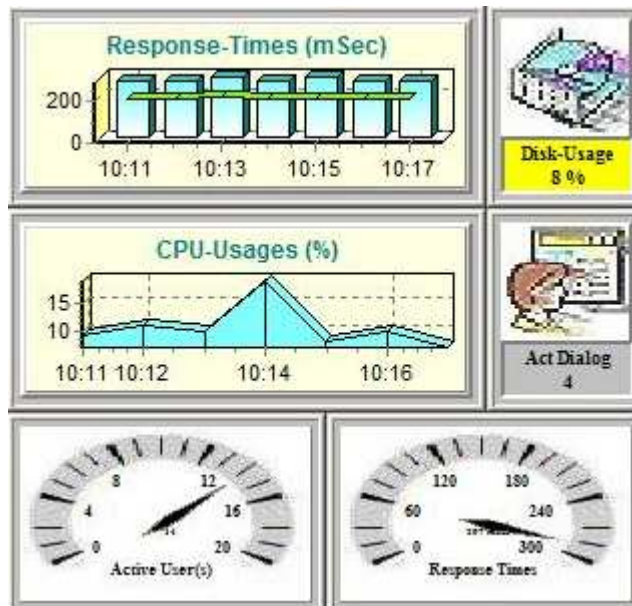 Response-Times (mSec)
200
0
10:11 10:13 10:15 10:17
Disk-Usage
8 %
CPU-Usages (%)
15
10
10:11 10:12 10:14 10:16
Act Dialog
4
0 4 8 12 16 20
14
Active User(s)
0 60 120 180 240 300
Response Times